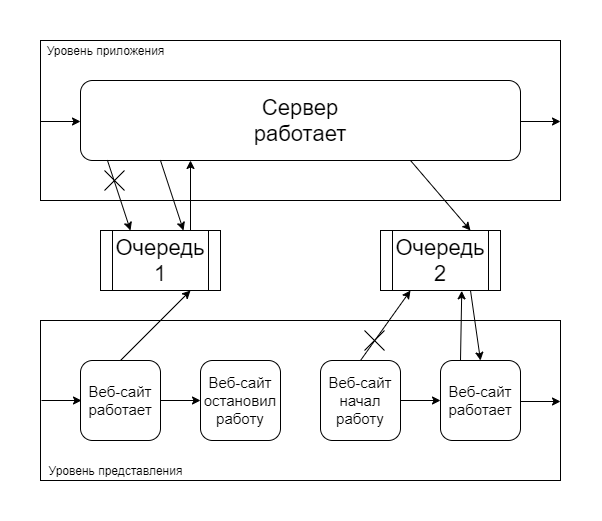 Уровень приложения
Сервер
работает
Очередь
1
Очередь
2
Веб-сайт
работает
Веб-сайт
остановил
работу
Веб-сайт
начал
работу
Веб-сайт
работает
Уровень представления